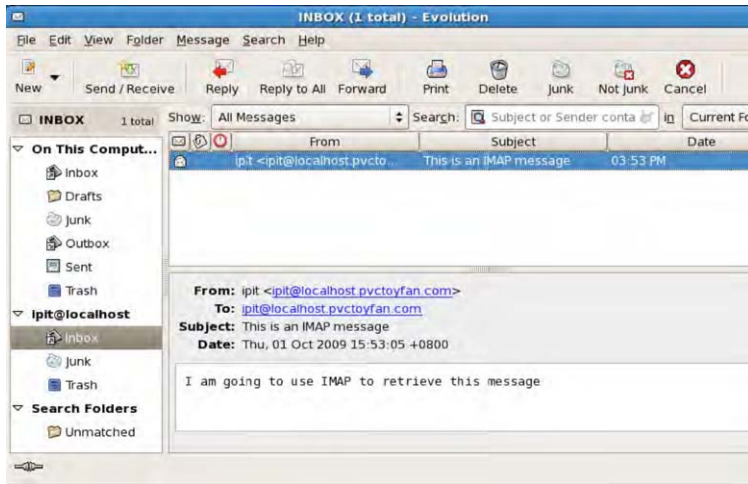 INBOX (1 total) - Evolution
File Edit View Folder Message Search Help
New Send / Receive Reply Reply to All Forward Print Delete Junk Not Junk Cancel
INBOX 1 total Show: All Messages Search: Subject or Sender conta in Current Fo
From Subject Date
ipit <ipit@localhost.pvcto... This is an IMAP message 03:53 PM
On This Comput...
Inbox
Drafts
Junk
Outbox
Sent
Trash
ipit@localhost
Inbox
Junk
Trash
Search Folders
Unmatched
From: ipit <ipit@localhost.pvctoyfan.com>
To: ipit@localhost.pvctoyfan.com
Subject: This is an IMAP message
Date: Thu, 01 Oct 2009 15:53:05 +0800
I am going to use IMAP to retrieve this message